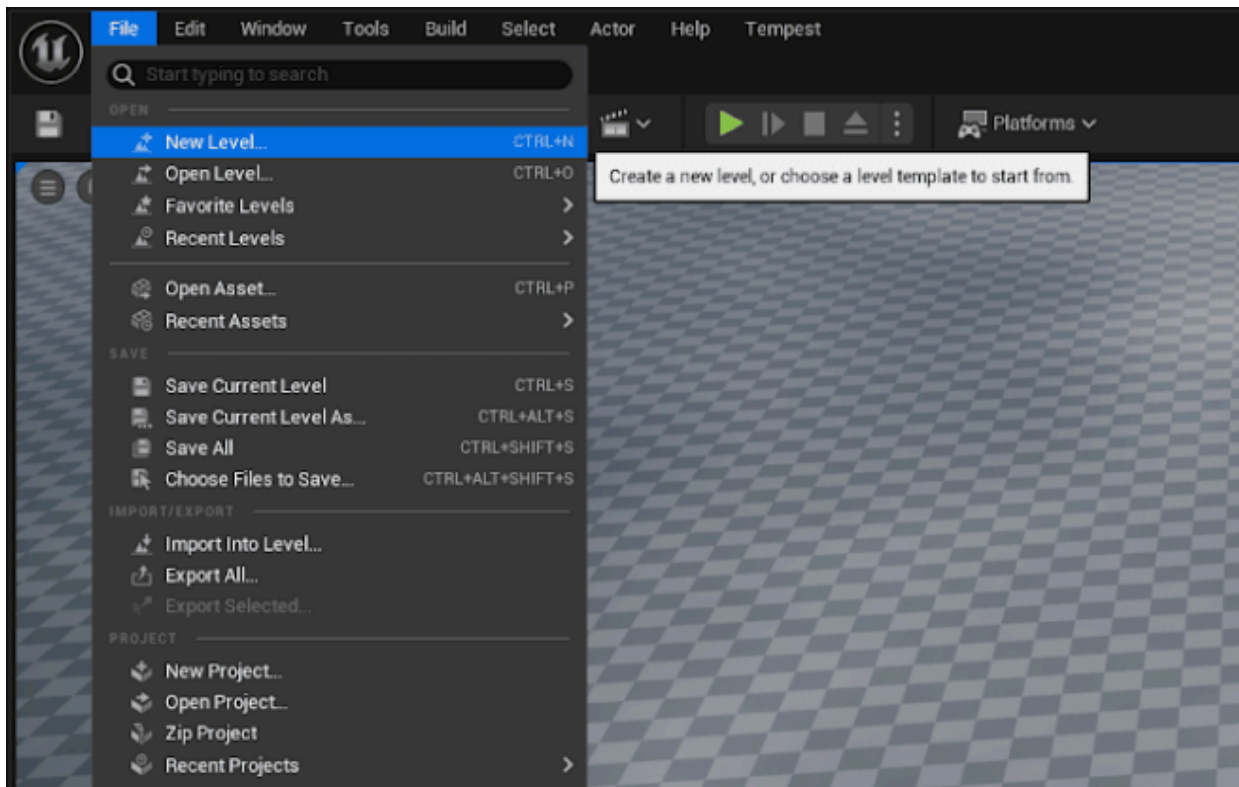 File Edit Window Tools Build Select Actor Help Tempest
Start typing to search
OPEN
New Level... CTRL+N
Create a new level, or choose a level template to start from.
Platforms
Open Level... CTRL+O
Favorite Levels
Recent Levels
Open Asset... CTRL+P
Recent Assets
SAVE
Save Current Level CTRL+S
Save Current Level As... CTRL+ALT+S
Save All CTRL+SHIFT+S
Choose Files to Save... CTRL+ALT+SHIFT+S
IMPORT/EXPORT
Import Into Level...
Export All...
Export Selected...
PROJECT
New Project...
Open Project...
Zip Project
Recent Projects